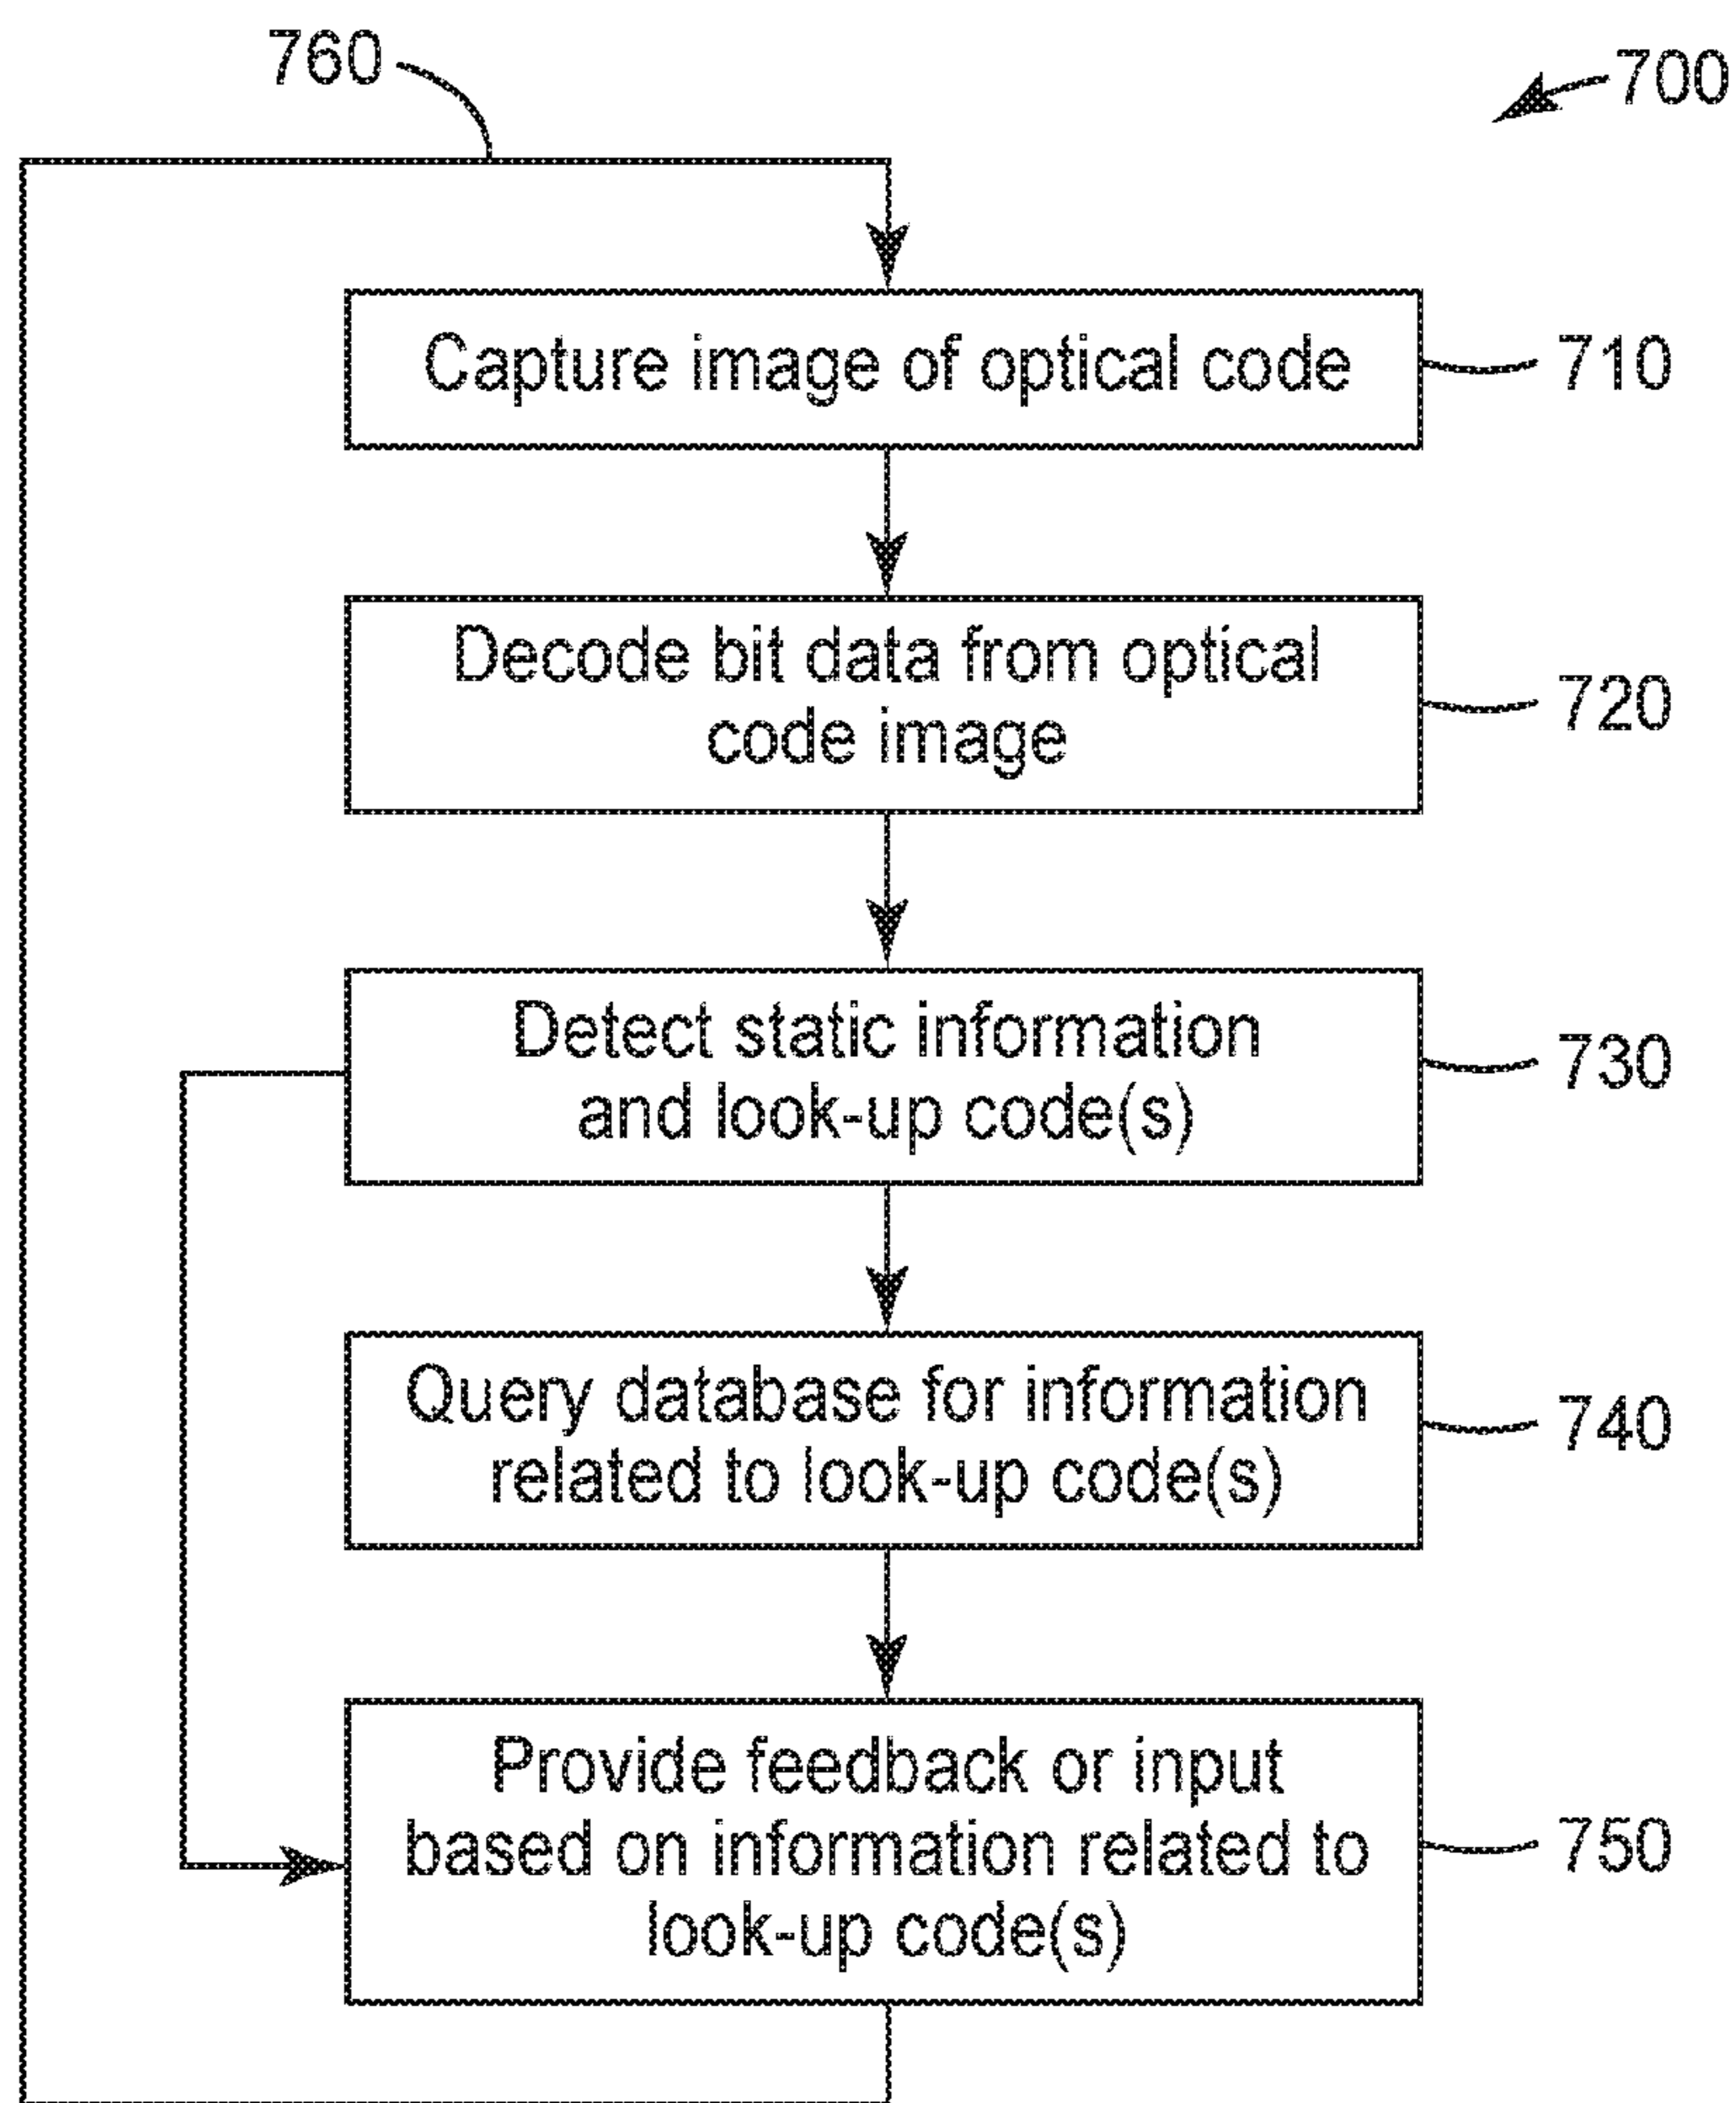 760
700
Capture image of optical code
710
Decode bit data from optical
code image
720
Detect static information
and look-up code(s)
730
Query database for information
related to look-up code(s)
740
Provide feedback or input
based on information related to
look-up code(s)
750